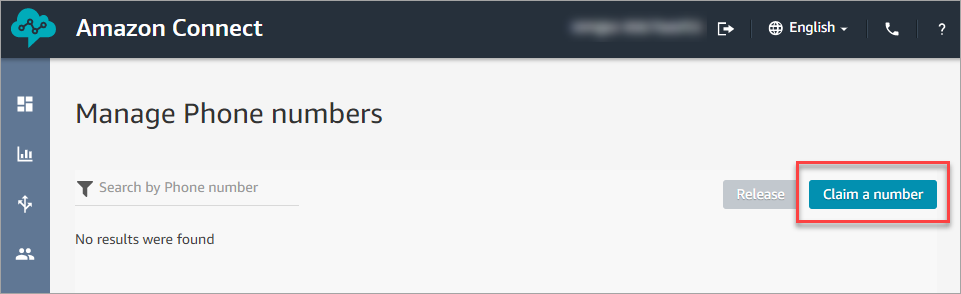 Amazon Connect
English
?
Manage Phone numbers
Search by Phone number
Release
Claim a number
No results were found